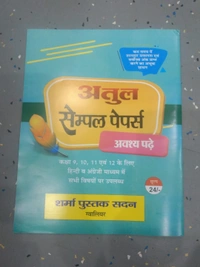 अतुल
सैम्पल पेपर्स
अवश्य पढ़ें
कक्षा 9, 10, 11 एवं 12 के लिए
हिन्दी व अंग्रेजी माध्यम में
सभी विषयों पर उपलब्ध
24/-
शर्मा पुस्तक सदन
ग्वालियर